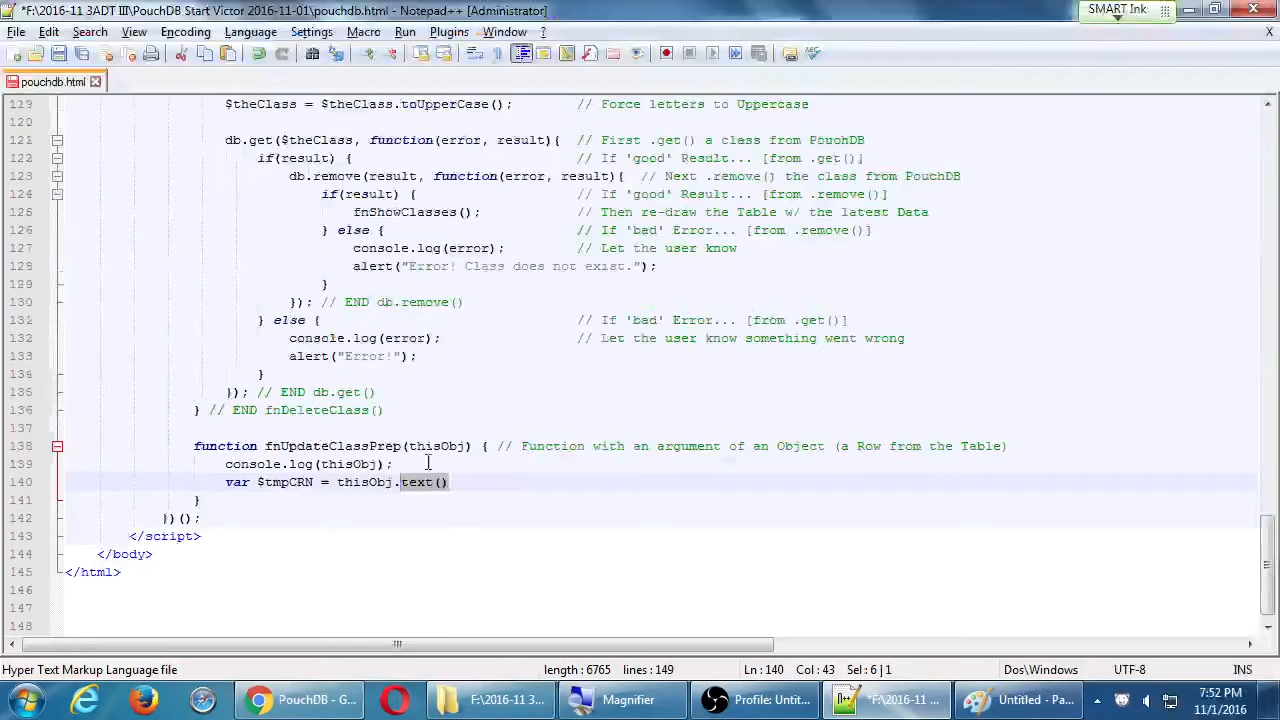 *F:\2016-11 3ADT III\PouchDB Start Victor 2016-11-01\pouchdb.html - Notepad++ [Administrator]
SMART Ink
File Edit Search View Encoding Language Settings Macro Run Plugins Window ? X
pouchdb.html
119 $theClass = $theClass.toUpperCase(); // Force letters to Uppercase
120
121 db.get($theClass, function(error, result){ // First .get() a class from PouchDB
122 if(result) { // If 'good' Result... [from .get()]
123 db.remove(result, function(error, result){ // Next .remove() the class from PouchDB
124 if(result) { // If 'good' Result... [from .remove()]
125 fnShowClasses(); // Then re-draw the Table w/ the latest Data
126 } else { // If 'bad' Error... [from .remove()]
127 console.log(error); // Let the user know
128 alert("Error! Class does not exist.");
129 }
130 }); // END db.remove()
131 } else { // If 'bad' Error... [from .get()]
132 console.log(error); // Let the user know something went wrong
133 alert("Error!");
134 }
135 }); // END db.get()
136 } // END fnDeleteClass()
137
138 function fnUpdateClassPrep(thisObj) { // Function with an argument of an Object (a Row from the Table)
139 console.log(thisObj);
140 var $tmpCRN = thisObj.text()
141 }
142 })();
143 </script>
144 </body>
145 </html>
146
147
148
Hyper Text Markup Language file length : 6765 lines : 149 Ln : 140 Col : 43 Sel : 6 | 1 Dos\Windows UTF-8 INS
PouchDB - G... F:\2016-11 3... Magnifier Profile: Untit... *F:\2016-11 ... Untitled - Pa... 7:52 PM
11/1/2016